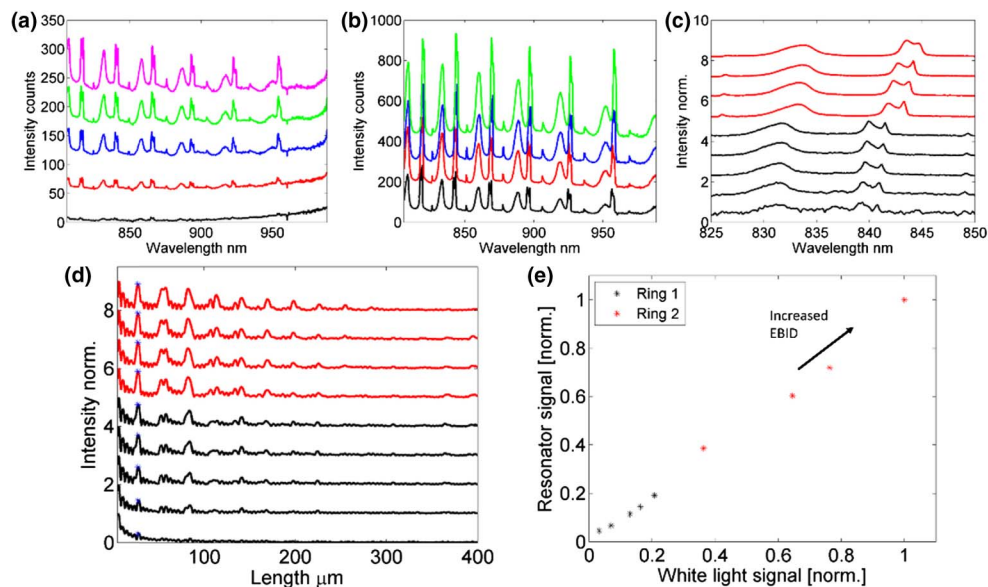 (a)
350
300
250
200
150
100
50
0
850
900
950
Intensity counts
Wavelength nm
(b)
1000
800
600
400
200
0
850
900
950
Intensity counts
Wavelength nm
(c)
10
8
6
4
2
0
825
830
835
840
845
850
Intensity norm.
Wavelength nm
(d)
8
6
4
2
0
100
200
300
400
Intensity norm.
Length μm
(e)
Ring 1
Ring 2
Increased
EBID
1
0.8
0.6
0.4
0.2
0
0
0.2
0.4
0.6
0.8
1
Resonator signal [norm.]
White light signal [norm.]